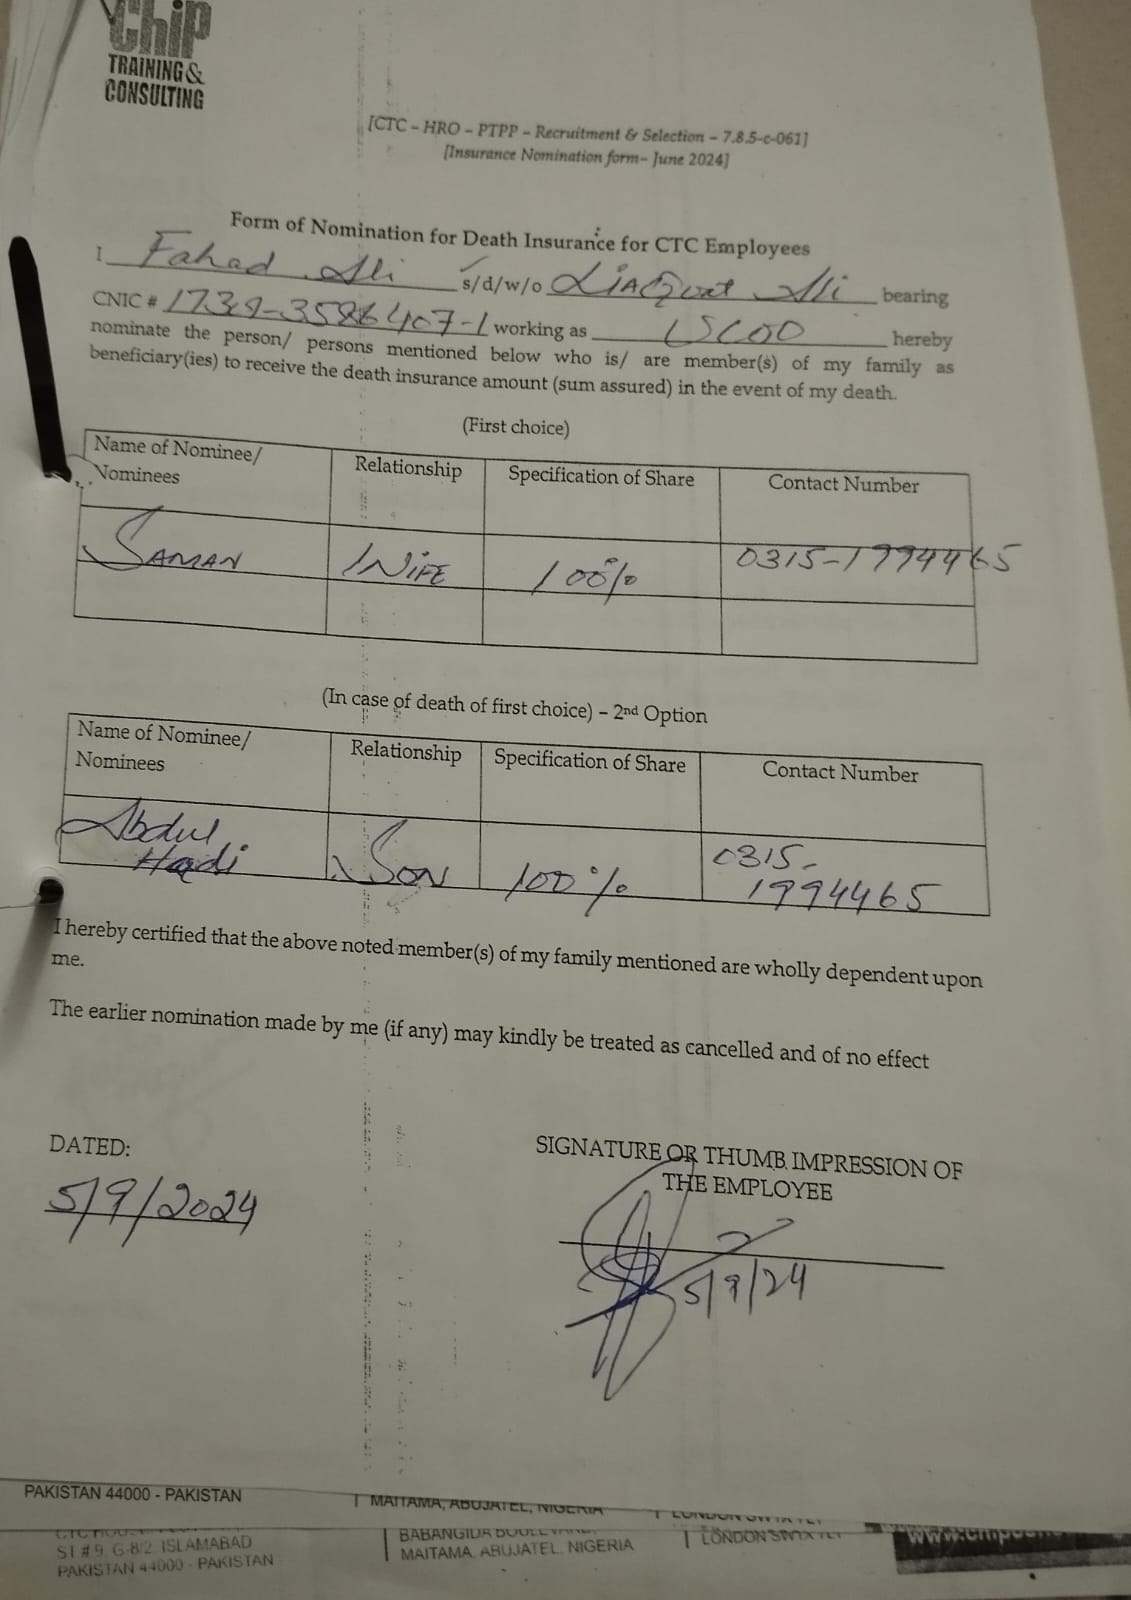 Chip
TRAINING &
CONSULTING
[CTC – HRO – PTPP – Recruitment & Selection – 7.8.5-c-061]
[Insurance Nomination form– June 2024]
Form of Nomination for Death Insurance for CTC Employees
I Fahad Ali s/d/w/o Liaqat Ali bearing
CNIC # working as hereby
nominate the person/ persons mentioned below who is/ are member(s) of my family as
beneficiary(ies) to receive the death insurance amount (sum assured) in the event of my death.
(First choice)
Name of Nominee/ Nominees Relationship Specification of Share Contact Number
SAMAN WIFE 100% 0315-1994465
(In case of death of first choice) – 2nd Option
Name of Nominee/ Nominees Relationship Specification of Share Contact Number
Abdul Hadi SON 100% 0315-1994465
I hereby certified that the above noted member(s) of my family mentioned are wholly dependent upon
me.
The earlier nomination made by me (if any) may kindly be treated as cancelled and of no effect
DATED:
5/9/2024
SIGNATURE OR THUMB IMPRESSION OF
THE EMPLOYEE
5/9/24
PAKISTAN 44000 - PAKISTAN | MAITAMA, ABUJATEL, NIGERIA
ST # 9, G-8/2, ISLAMABAD
PAKISTAN 44000 - PAKISTAN
MAITAMA, ABUJATEL, NIGERIA